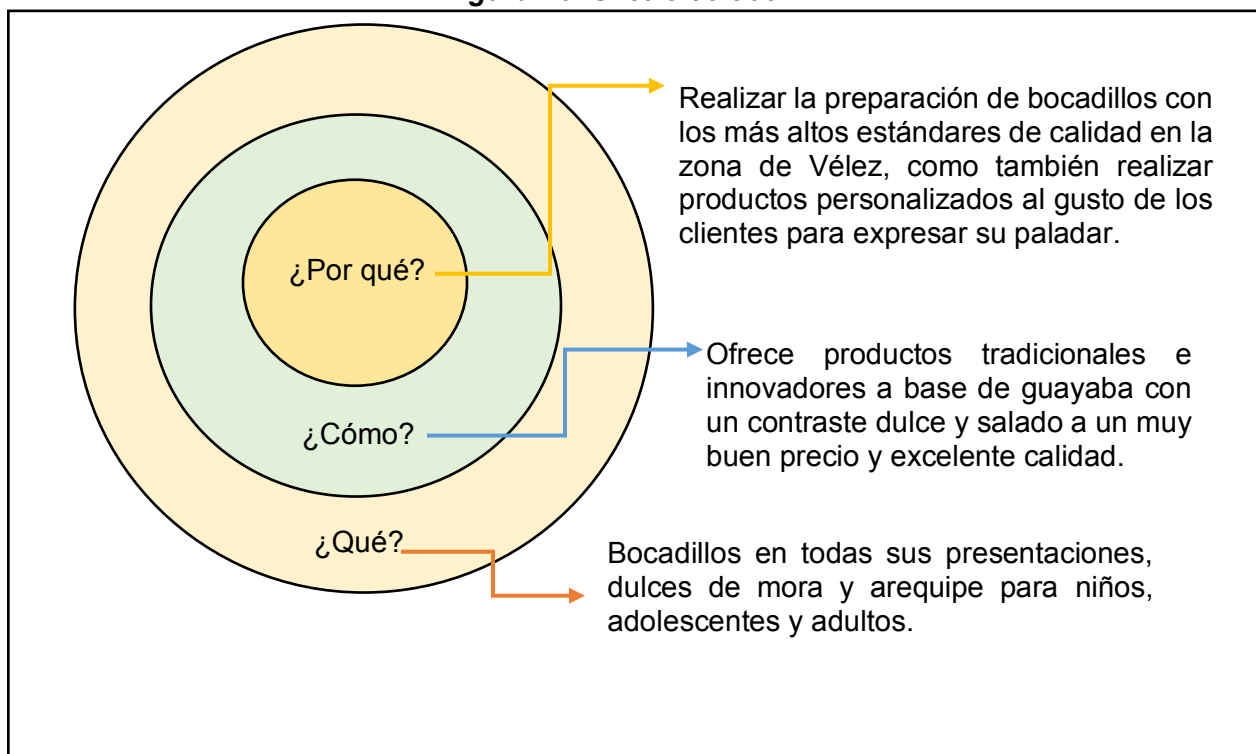 Realizar la preparación de bocadillos con
los más altos estándares de calidad en la
zona de Vélez, como también realizar
productos personalizados al gusto de los
clientes para expresar su paladar.
¿Por qué?
Ofrece productos tradicionales e
innovadores a base de guayaba con
un contraste dulce y salado a un muy
buen precio y excelente calidad.
¿Cómo?
¿Qué?
Bocadillos en todas sus presentaciones,
dulces de mora y arequipe para niños,
adolescentes y adultos.